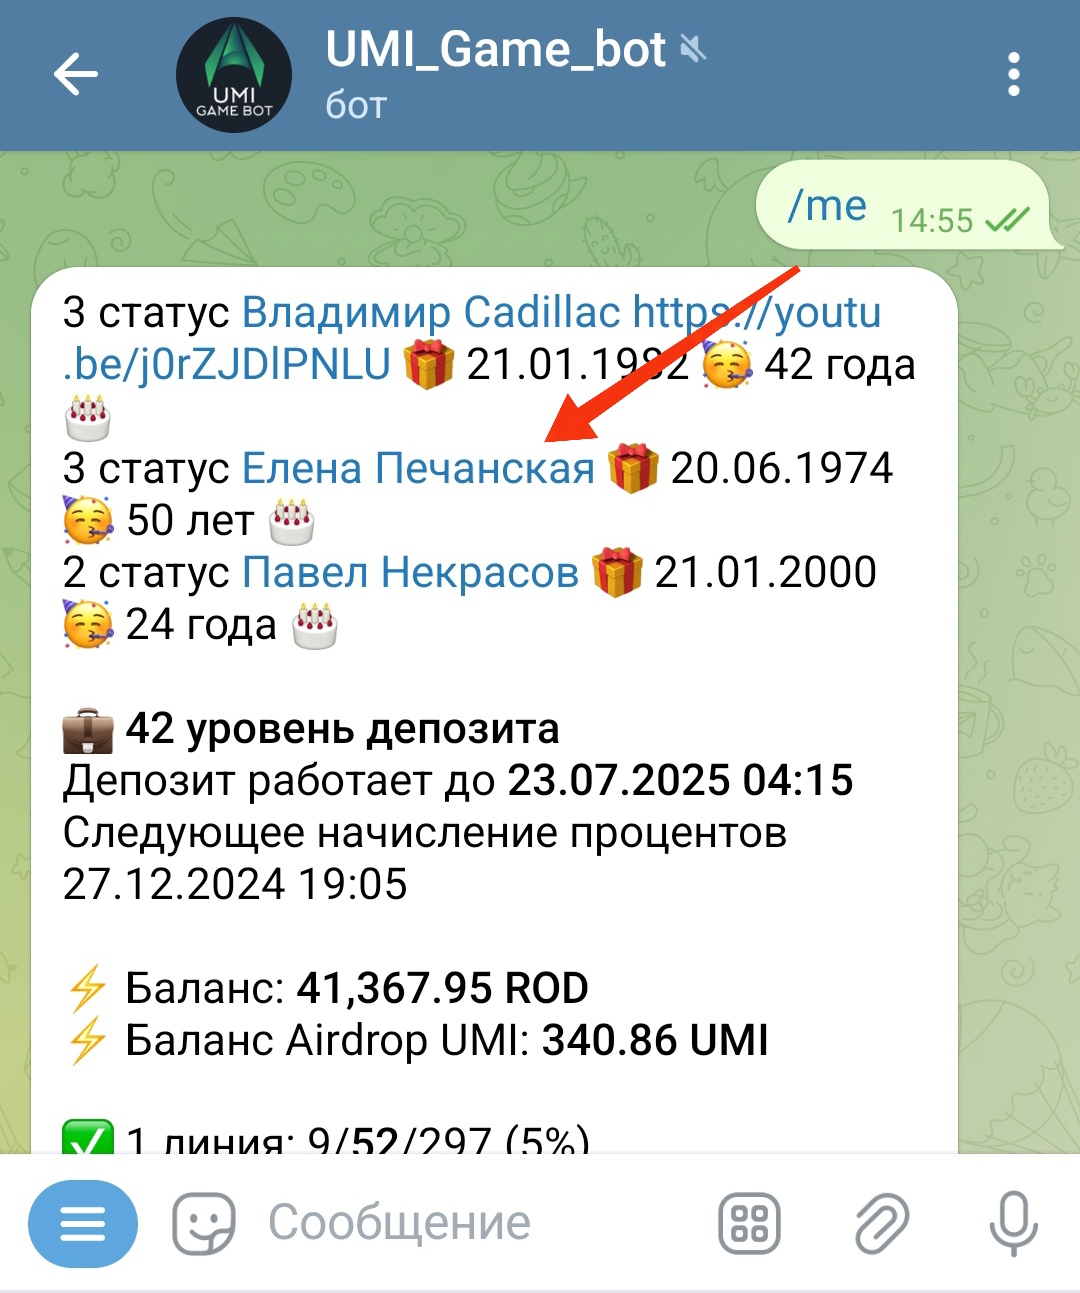 UMI_Game_bot
бот
UMI
GAME BOT
/me 14:55
3 статус Владимир Cadillac https://youtu
.be/j0rZJDlPNLU 🎁 21.01.1982 🥳 42 года
🎂
3 статус Елена Печанская 🎁 20.06.1974
🥳 50 лет 🎂
2 статус Павел Некрасов 🎁 21.01.2000
🥳 24 года 🎂
💼 42 уровень депозита
Депозит работает до 23.07.2025 04:15
Следующее начисление процентов
27.12.2024 19:05
⚡ Баланс: 41,367.95 ROD
⚡ Баланс Airdrop UMI: 340.86 UMI
✅ 1 линия: 9/52/297 (5%)
Сообщение